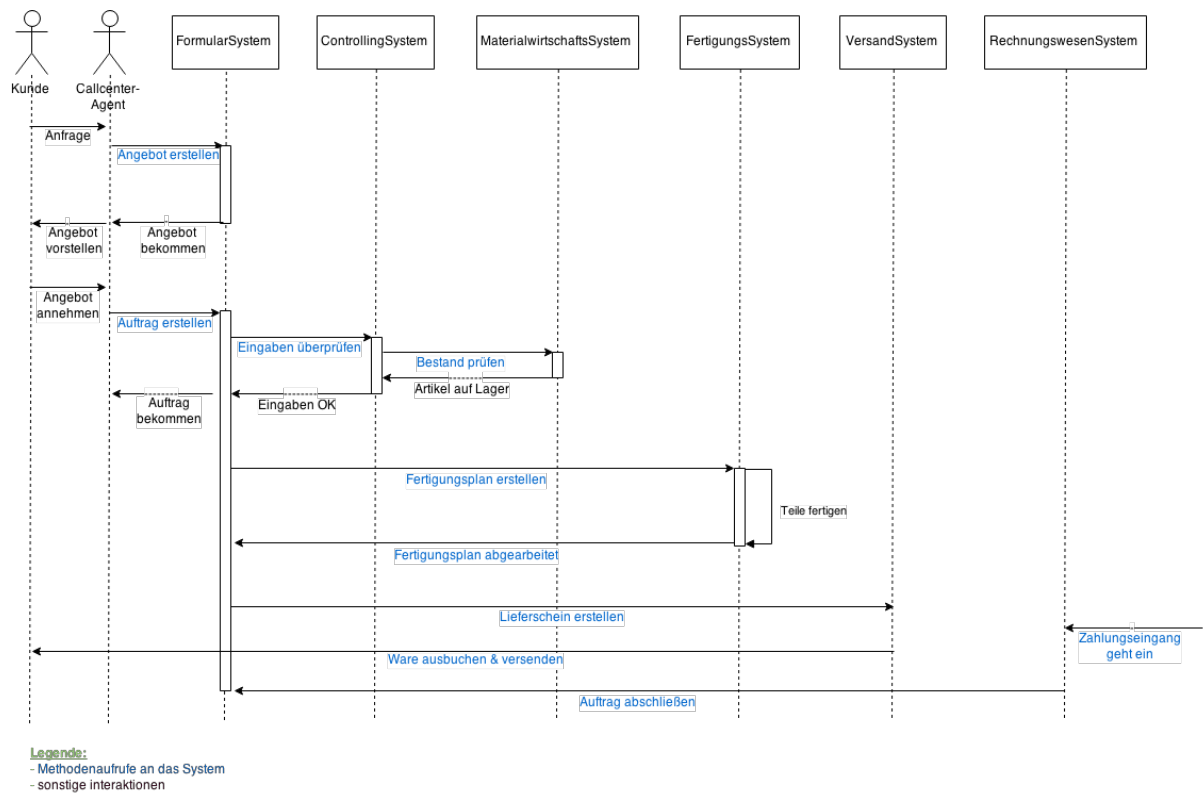 FormularSystem
ControllingSystem
MaterialwirtschaftsSystem
FertigungsSystem
VersandSystem
RechnungswesenSystem
Kunde
Callcenter-
Agent
Anfrage
Angebot erstellen
Angebot
vorstellen
Angebot
bekommen
Angebot
annehmen
Auftrag erstellen
Eingaben überprüfen
Bestand prüfen
Artikel auf Lager
Eingaben OK
Auftrag
bekommen
Fertigungsplan erstellen
Teile fertigen
Fertigungsplan abgearbeitet
Lieferschein erstellen
Zahlungseingang
geht ein
Ware ausbuchen & versenden
Auftrag abschließen
Legende:
- Methodenaufrufe an das System
- sonstige interaktionen